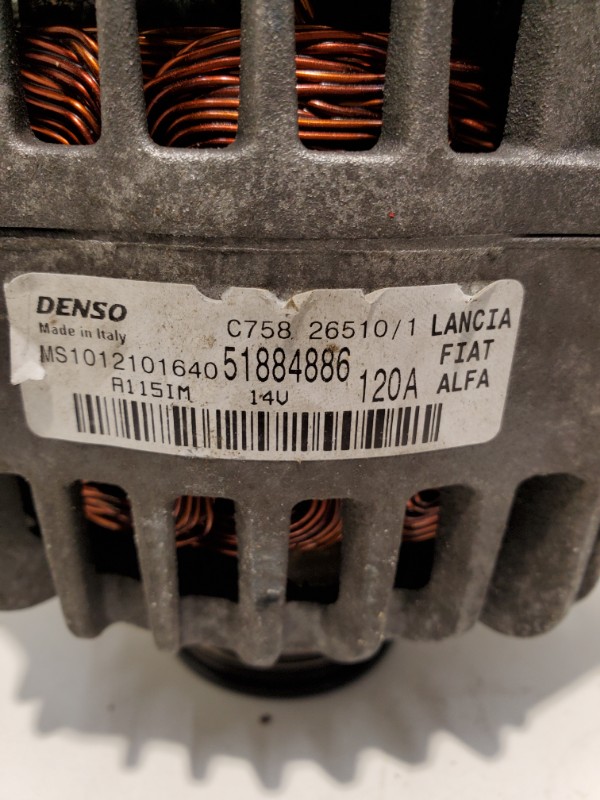 DENSO
Made in Italy
C758 26510/1
MS1012101640
51884886
A115IM
14V
120A
LANCIA
FIAT
ALFA